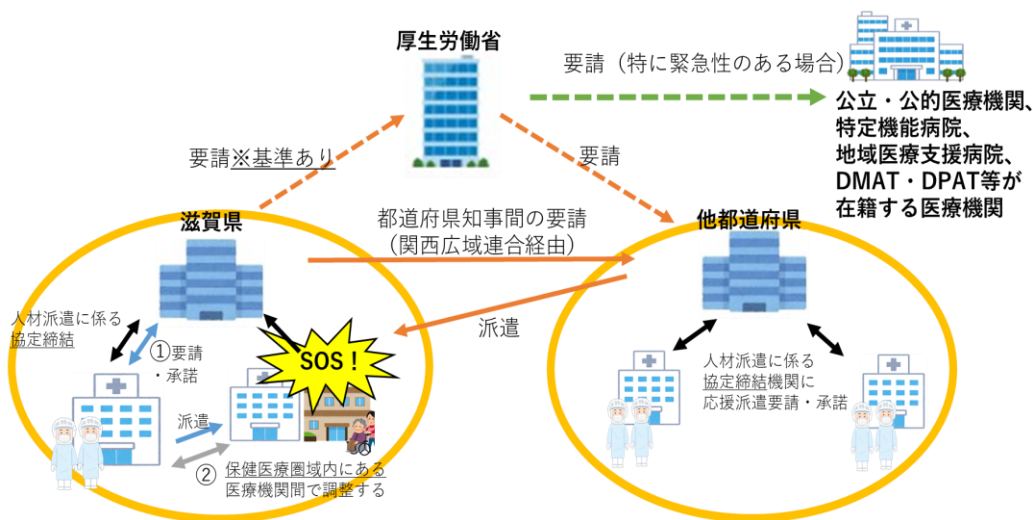 厚生労働省
要請（特に緊急性のある場合）
公立・公的医療機関、
特定機能病院、
地域医療支援病院、
DMAT・DPAT等が
在籍する医療機関
要請※基準あり
要請
滋賀県
都道府県知事間の要請
（関西広域連合経由）
他都道府県
派遣
人材派遣に係る
協定締結
①要請
・承諾
SOS！
派遣
② 保健医療圏域内にある
医療機関間で調整する
人材派遣に係る
協定締結機関に
応援派遣要請・承諾